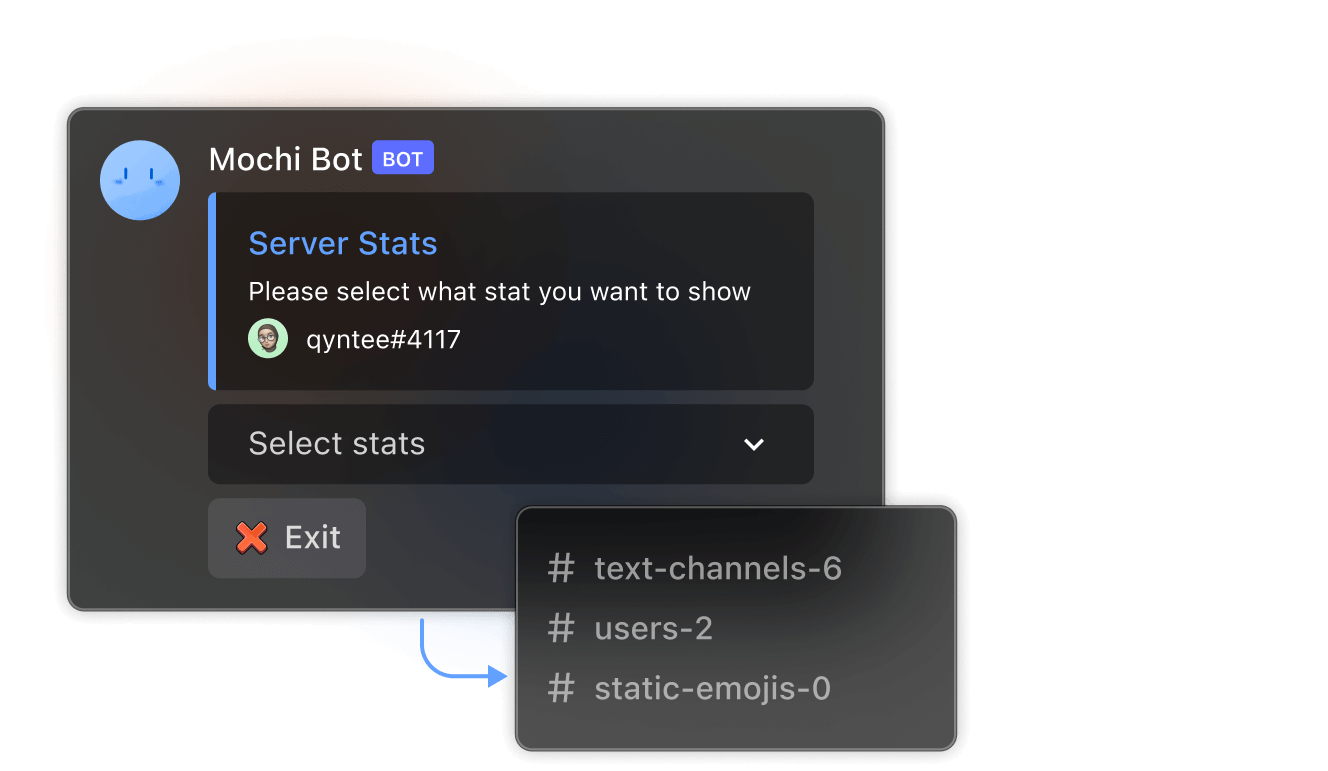 Mochi Bot BOT
Server Stats
Please select what stat you want to show
qyntee#4117
Select stats
Exit
# text-channels-6
# users-2
# static-emojis-0